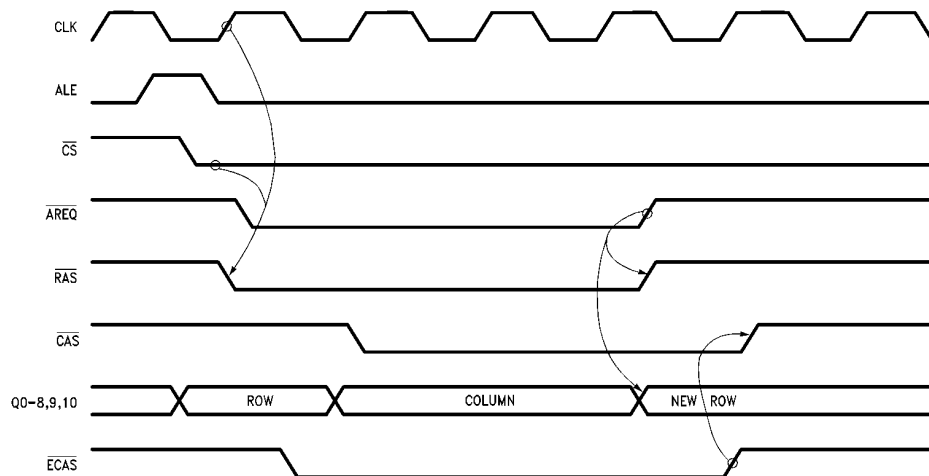 CLK
ALE
CS
AREQ
RAS
CAS
Q0-8,9,10 ROW COLUMN NEW ROW
ECAS